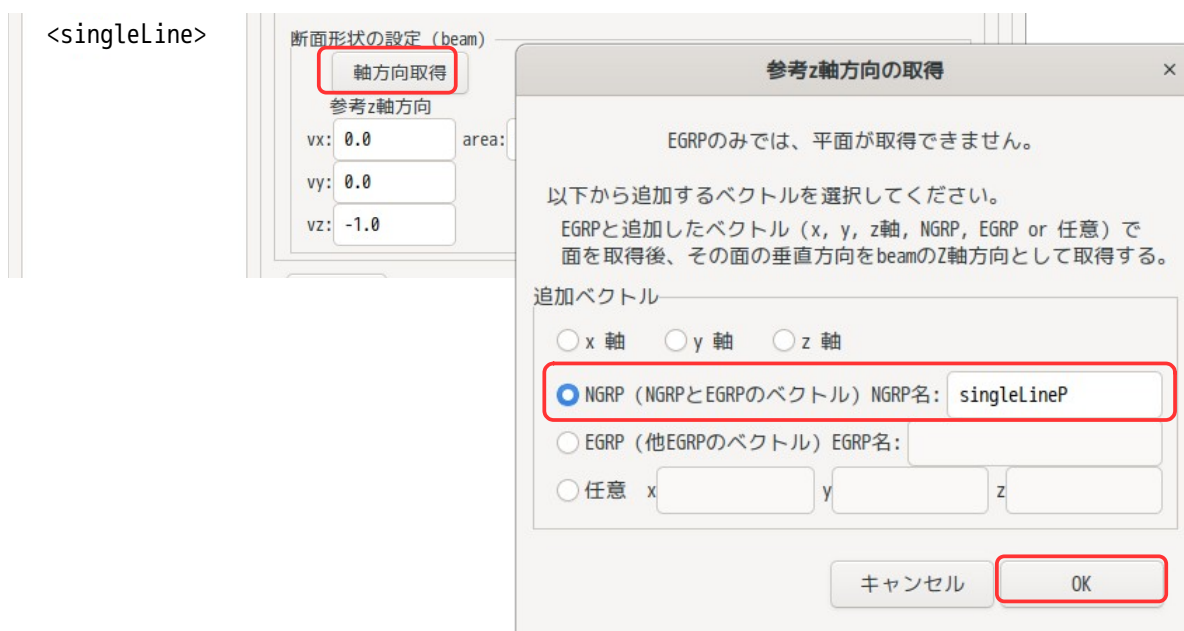 <singleLine>
断面形状の設定 (beam)
軸方向取得
参考z軸方向
vx: 0.0 area:
vy: 0.0
vz: -1.0
参考z軸方向の取得 ×
EGRPのみでは、平面が取得できません。
以下から追加するベクトルを選択してください。
EGRPと追加したベクトル (x, y, z軸, NGRP, EGRP or 任意) で
面を取得後、その面の垂直方向をbeamのZ軸方向として取得する。
追加ベクトル
x 軸 y 軸 z 軸
NGRP (NGRPとEGRPのベクトル) NGRP名: singleLineP
EGRP (他EGRPのベクトル) EGRP名:
任意 x y z
キャンセル OK